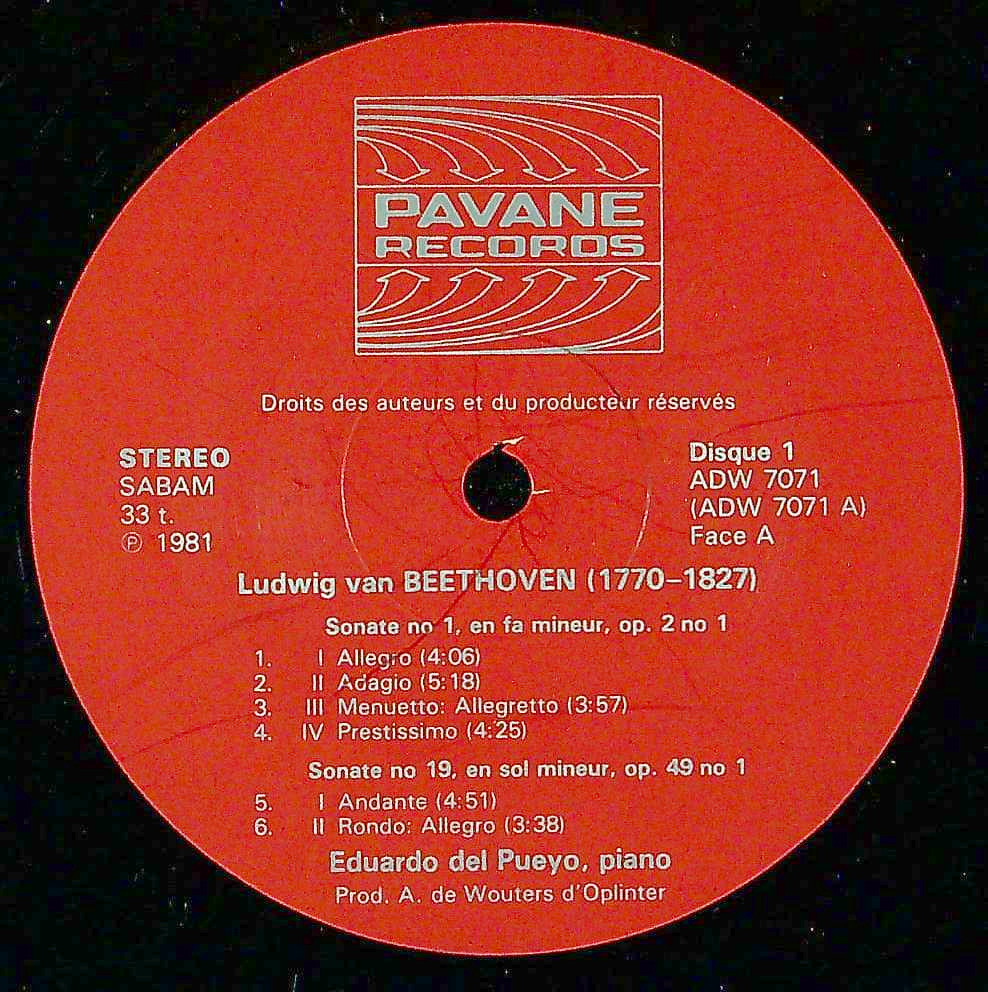 PAVANE
RECORDS
Droits des auteurs et du producteur réservés
STEREO
SABAM
33 t.
℗ 1981
Disque 1
ADW 7071
(ADW 7071 A)
Face A
Ludwig van BEETHOVEN (1770–1827)
Sonate no 1, en fa mineur, op. 2 no 1
1. I Allegro (4:06)
2. II Adagio (5:18)
3. III Menuetto: Allegretto (3:57)
4. IV Prestissimo (4:25)
Sonate no 19, en sol mineur, op. 49 no 1
5. I Andante (4:51)
6. II Rondo: Allegro (3:38)
Eduardo del Pueyo, piano
Prod. A. de Wouters d'Oplinter